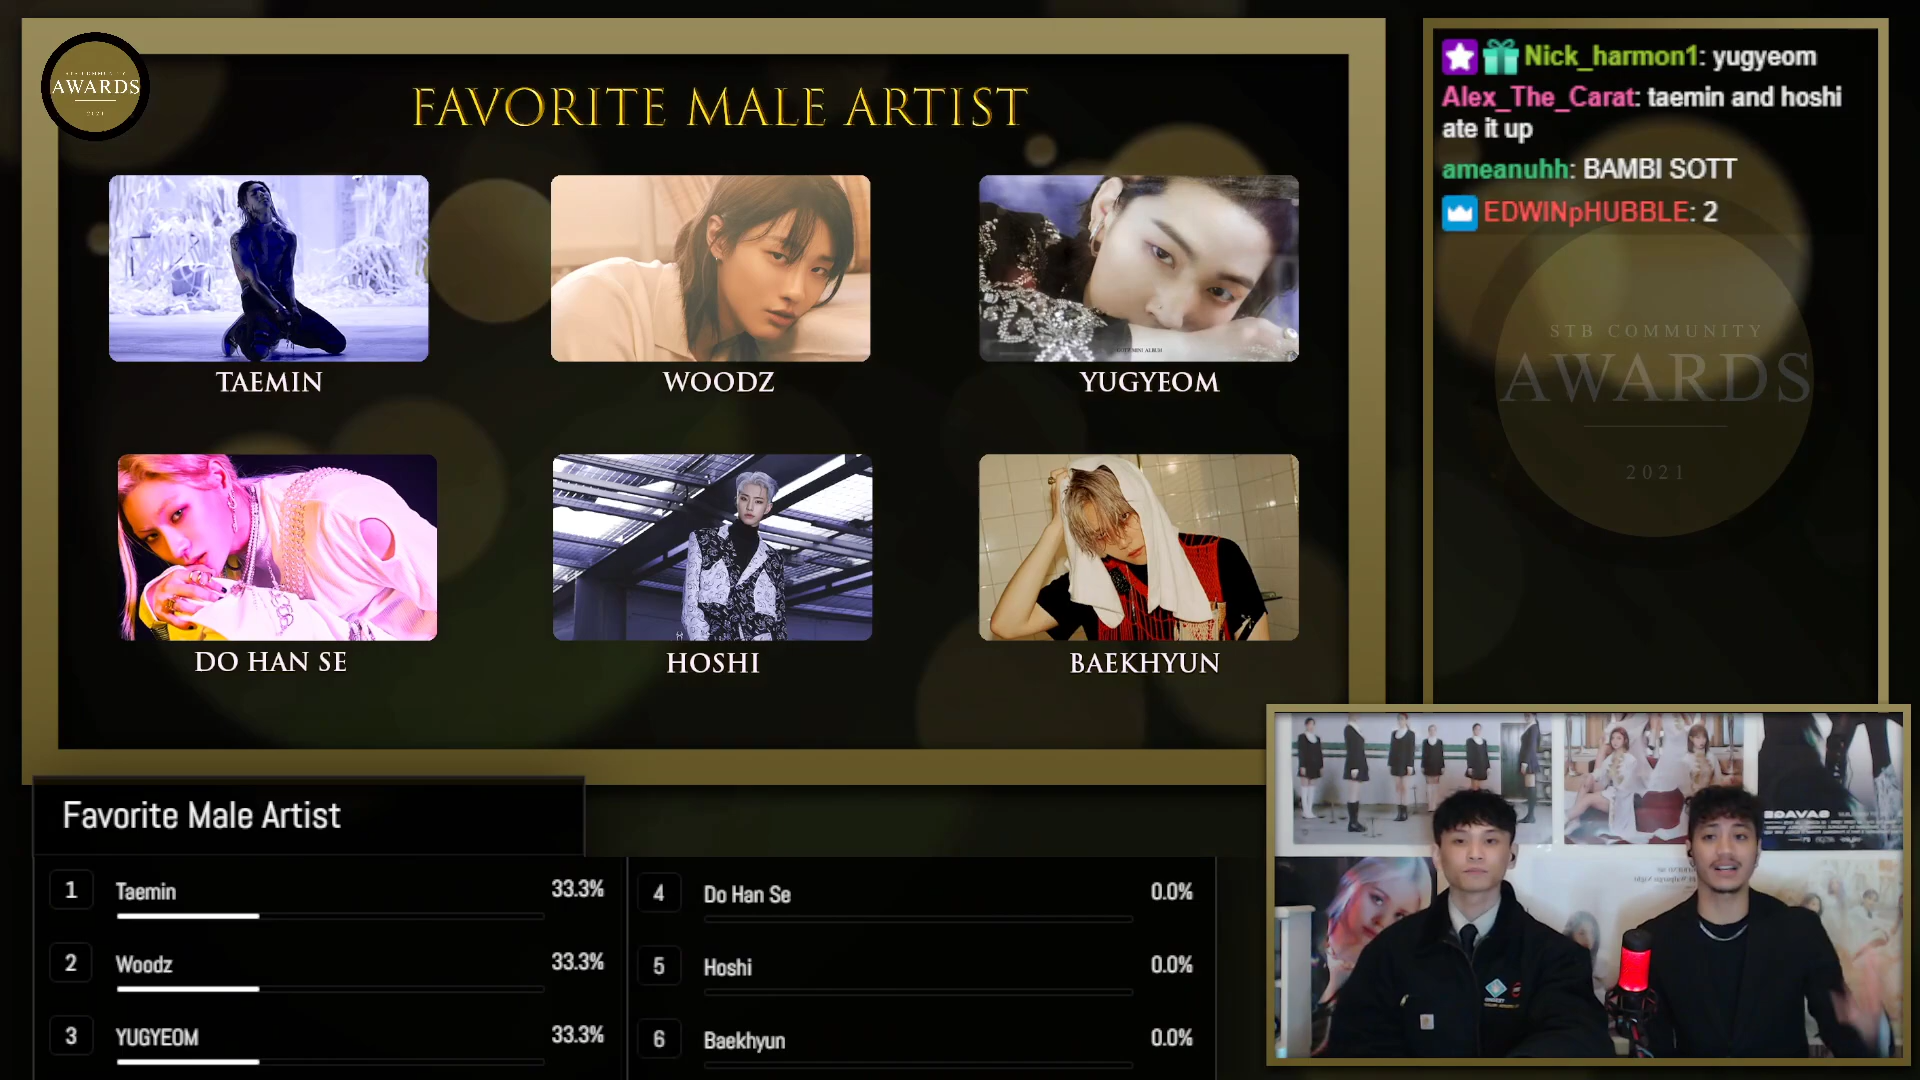 STB COMMUNITY
AWARDS
2021
FAVORITE MALE ARTIST
TAEMIN
WOODZ
YUGYEOM
DO HAN SE
HOSHI
BAEKHYUN
Nick_harmon1: yugyeom
Alex_The_Carat: taemin and hoshi
ate it up
ameanuhh: BAMBI SOTT
EDWINpHUBBLE: 2
STB COMMUNITY
AWARDS
2021
Favorite Male Artist
1 Taemin 33.3%
2 Woodz 33.3%
3 YUGYEOM 33.3%
4 Do Han Se 0.0%
5 Hoshi 0.0%
6 Baekhyun 0.0%